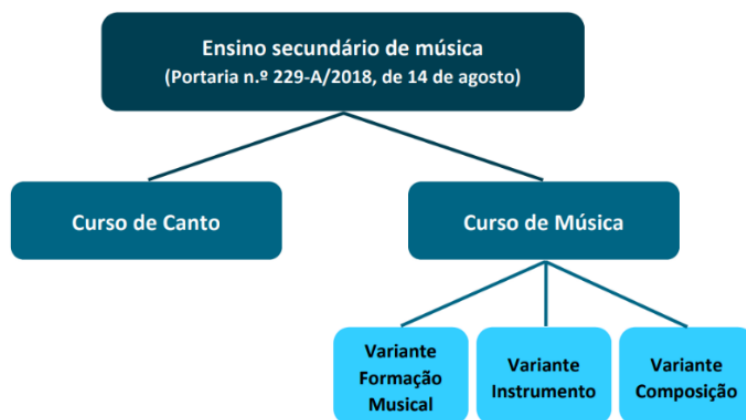 Ensino secundário de música
(Portaria n.º 229-A/2018, de 14 de agosto)
Curso de Canto
Curso de Música
Variante
Formação
Musical
Variante
Instrumento
Variante
Composição